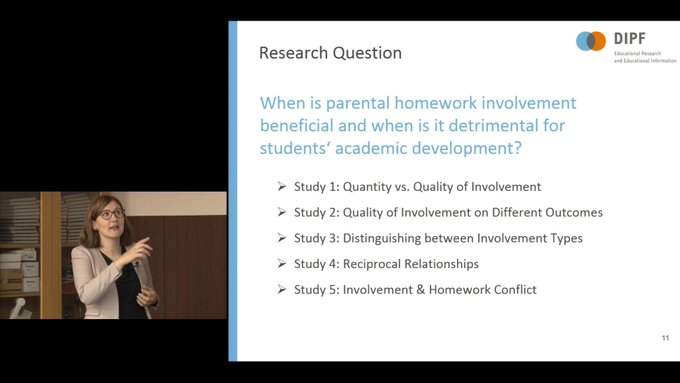 Research Question
DIPF
Educational Research
and Educational Information
When is parental homework involvement
beneficial and when is it detrimental for
students‘ academic development?
Study 1: Quantity vs. Quality of Involvement
Study 2: Quality of Involvement on Different Outcomes
Study 3: Distinguishing between Involvement Types
Study 4: Reciprocal Relationships
Study 5: Involvement & Homework Conflict
11